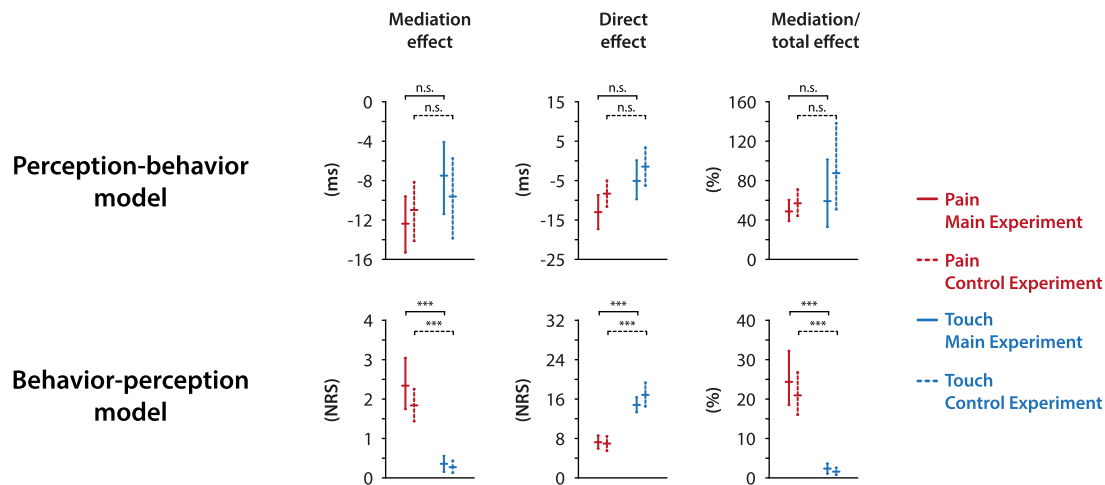 Mediation
effect
Direct
effect
Mediation/
total effect
Perception-behavior
model
(ms)
0
-4
-8
-12
-16
n.s.
n.s.
(ms)
15
5
-5
-15
-25
n.s.
n.s.
(%)
160
120
80
40
0
n.s.
n.s.
Behavior-perception
model
(NRS)
4
3
2
1
0
***
***
(NRS)
32
24
16
8
0
***
***
(%)
40
30
20
10
0
***
***
Pain
Main Experiment
Pain
Control Experiment
Touch
Main Experiment
Touch
Control Experiment